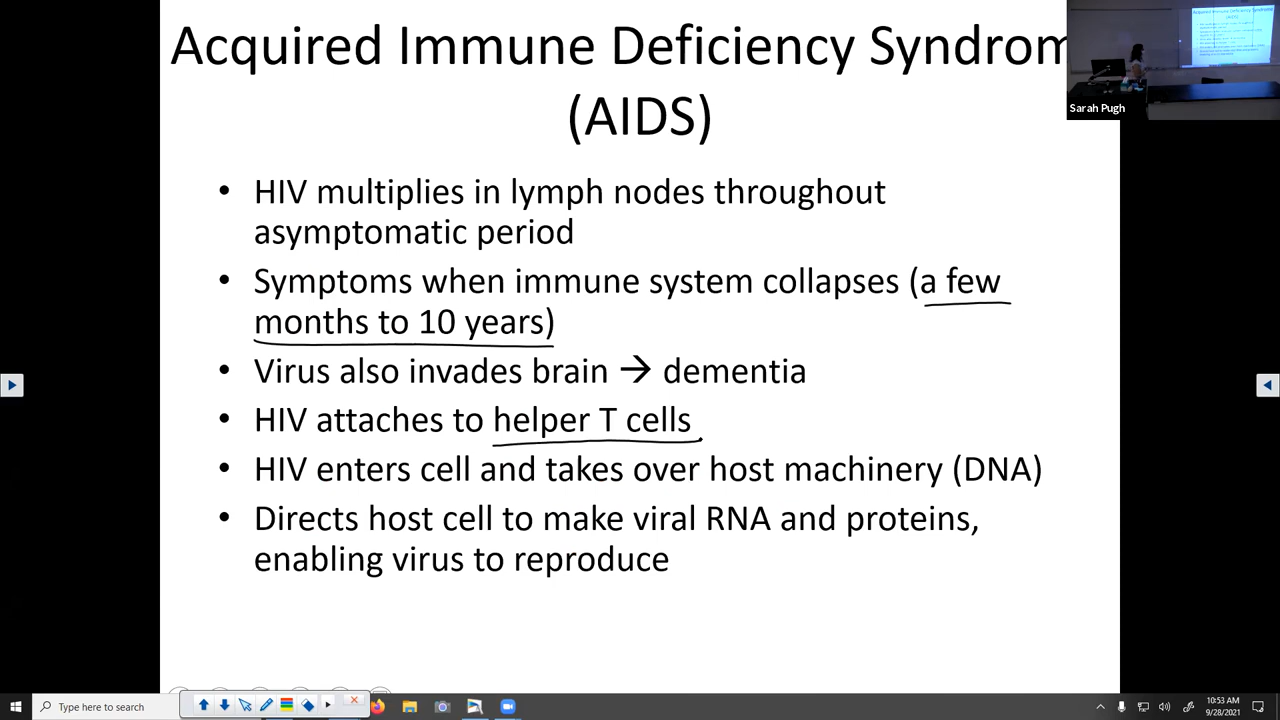 Acquired Immune Deficiency Syndrom
(AIDS)
Sarah Pugh
• HIV multiplies in lymph nodes throughout
asymptomatic period
• Symptoms when immune system collapses (a few
months to 10 years)
• Virus also invades brain → dementia
• HIV attaches to helper T cells
• HIV enters cell and takes over host machinery (DNA)
• Directs host cell to make viral RNA and proteins,
enabling virus to reproduce
Type here to search
10:53 AM
9/28/2021